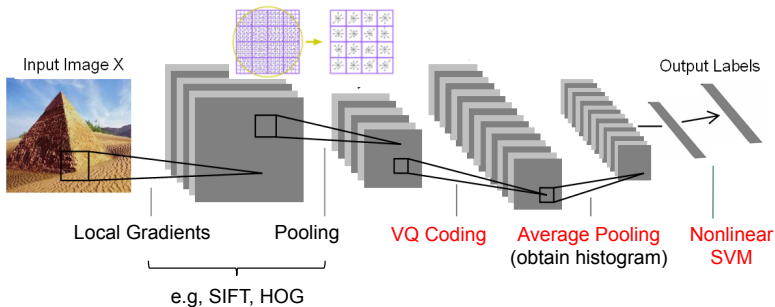 Input Image X
Output Labels
Local Gradients
Pooling
VQ Coding
Average Pooling
(obtain histogram)
Nonlinear
SVM
e.g, SIFT, HOG